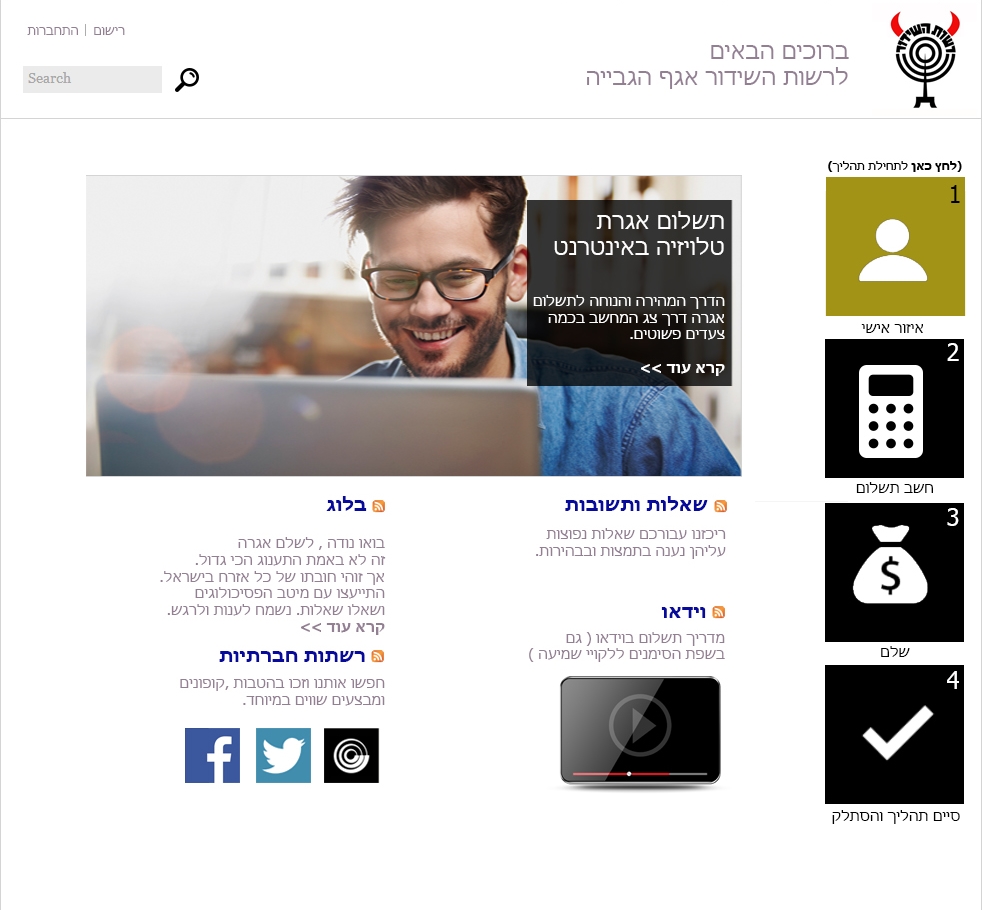 רשות השידור
ברוכים הבאים
לרשות השידור אגף הגבייה
רישום | התחברות
Search
(לחץ כאן לתחילת תהליך)
1
איזור אישי
2
חשב תשלום
3
$
שלם
4
סיים תהליך והסתלק
תשלום אגרת
טלויזיה באינטרנט
הדרך המהירה והנוחה לתשלום
אגרה דרך צג המחשב בכמה
צעדים פשוטים.
קרא עוד >>
שאלות ותשובות
ריכזנו עבורכם שאלות נפוצות
עליהן נענה בתמצות ובבהירות.
וידאו
מדריך תשלום בוידאו ( גם
בשפת הסימנים ללקויי שמיעה )
בלוג
בואו נודה , לשלם אגרה
זה לא באמת התענוג הכי גדול.
אך זוהי חובתו של כל אזרח בישראל.
התייעצו עם מיטב הפסיכולוגים
ושאלו שאלות. נשמח לענות ולרגש.
קרא עוד >>
רשתות חברתיות
חפשו אותנו וזכו בהטבות ,קופונים
ומבצעים שווים במיוחד.
f